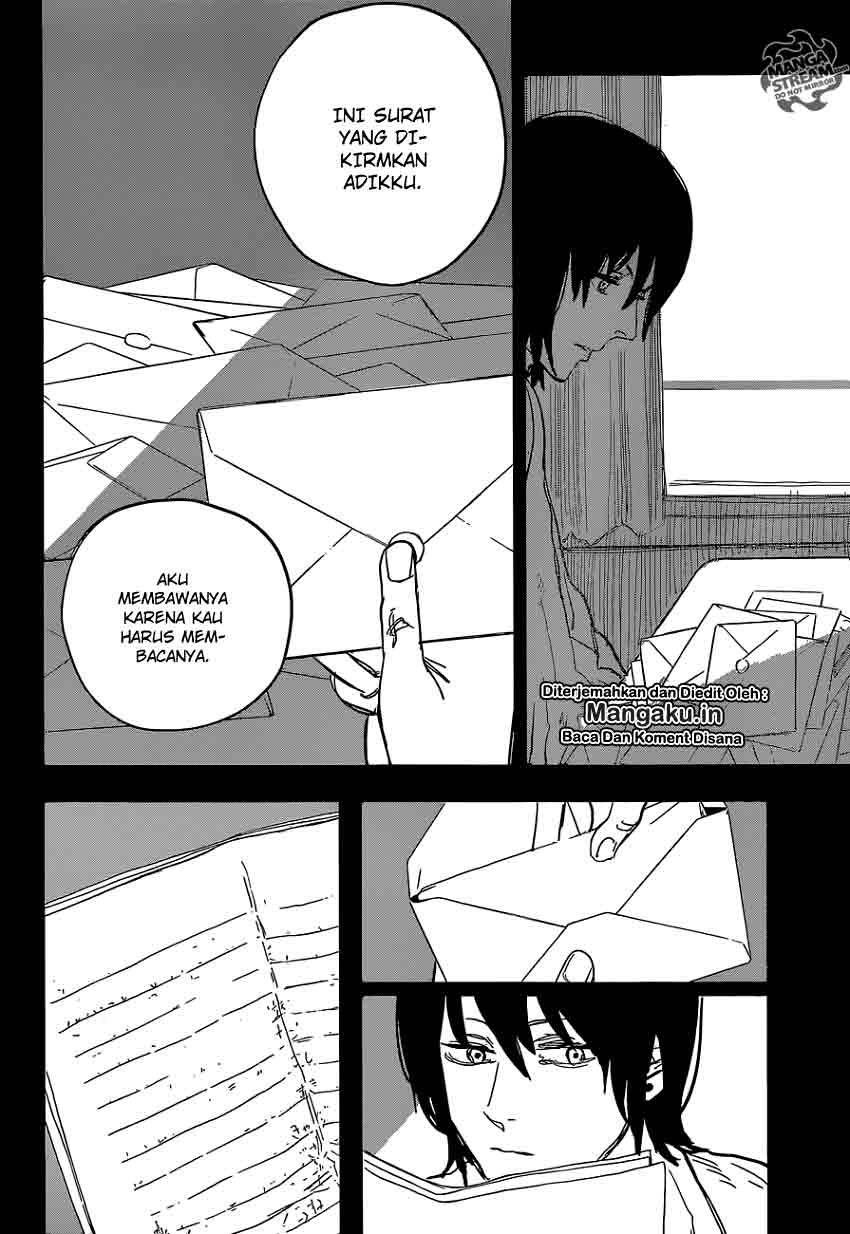 MANGA
STREAM.COM
DO NOT MIRROR
INI SURAT
YANG DI-
KIRMKAN
ADIKKU.
AKU
MEMBAWANYA
KARENA KAU
HARUS MEM-
BACANYA.
Diterjemahkan dan Diedit Oleh :
Mangaku.in
Baca Dan Koment Disana